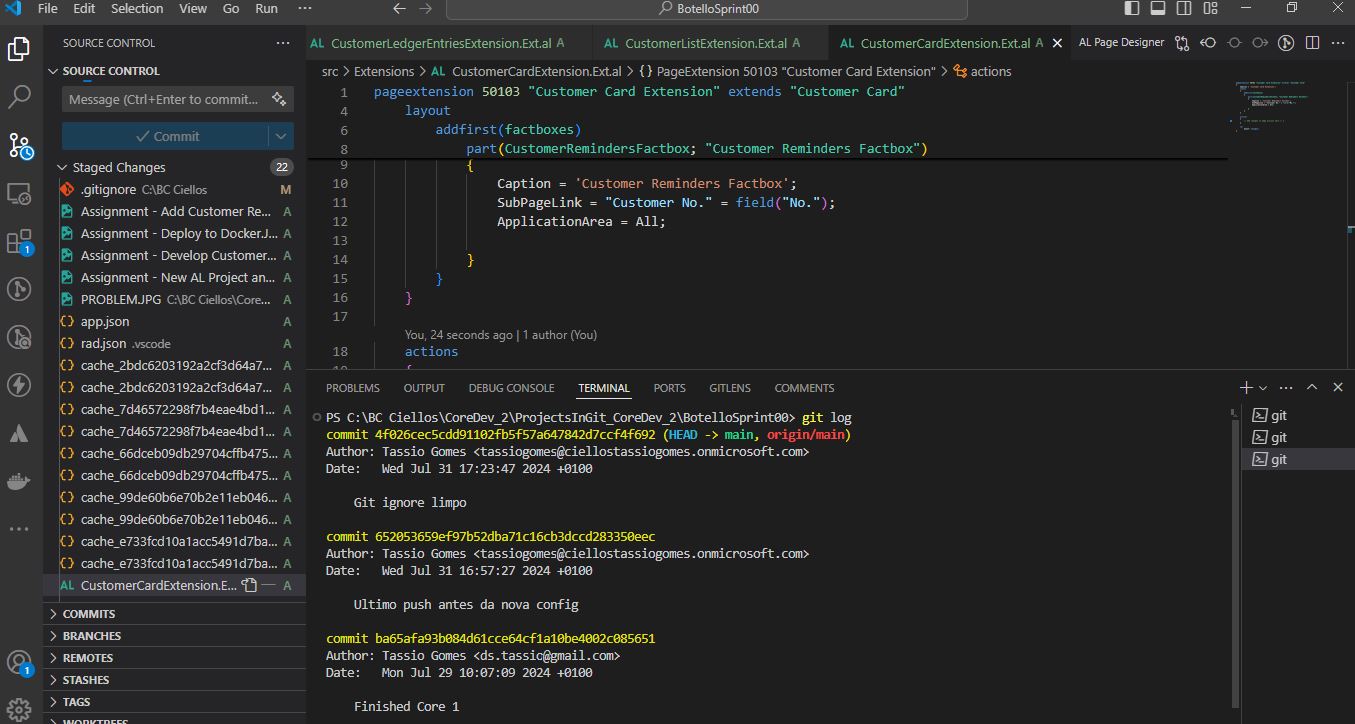 File Edit Selection View Go Run ··· BotelloSprint00
SOURCE CONTROL ···
SOURCE CONTROL
Message (Ctrl+Enter to commit...
Commit
Staged Changes 22
.gitignore C:\BC Ciellos M
Assignment - Add Customer Re... A
Assignment - Deploy to Docker.J... A
Assignment - Develop Customer... A
Assignment - New AL Project an... A
PROBLEM.JPG C:\BC Ciellos\Core... A
app.json A
rad.json .vscode A
cache_2bdc6203192a2cf3d64a7... A
cache_2bdc6203192a2cf3d64a7... A
cache_7d46572298f7b4eae4bd1... A
cache_7d46572298f7b4eae4bd1... A
cache_66dceb09db29704cffb475... A
cache_66dceb09db29704cffb475... A
cache_99de60b6e70b2e11eb046... A
cache_99de60b6e70b2e11eb046... A
cache_e733fcd10a1acc5491d7ba... A
cache_e733fcd10a1acc5491d7ba... A
AL CustomerCardExtension.E... A
COMMITS
BRANCHES
REMOTES
STASHES
TAGS
WORKTREES
1
1
AL CustomerLedgerEntriesExtension.Ext.al A AL CustomerListExtension.Ext.al A AL CustomerCardExtension.Ext.al A AL Page Designer ···
src > Extensions > AL CustomerCardExtension.Ext.al > {} PageExtension 50103 "Customer Card Extension" > actions
1 pageextension 50103 "Customer Card Extension" extends "Customer Card"
4 layout
6 addfirst(factboxes)
8 part(CustomerRemindersFactbox; "Customer Reminders Factbox")
9 {
10 Caption = 'Customer Reminders Factbox';
11 SubPageLink = "Customer No." = field("No.");
12 ApplicationArea = All;
13
14 }
15 }
16 }
17
You, 24 seconds ago | 1 author (You)
18 actions
19 {
PROBLEMS OUTPUT DEBUG CONSOLE TERMINAL PORTS GITLENS COMMENTS
PS C:\BC Ciellos\CoreDev_2\ProjectsInGit_CoreDev_2\BotelloSprint00> git log
commit 4f026cec5cdd91102fb5f57a647842d7ccf4f692 (HEAD -> main, origin/main)
Author: Tassio Gomes <tassiogomes@ciellostassiogomes.onmicrosoft.com>
Date: Wed Jul 31 17:23:47 2024 +0100
Git ignore limpo
commit 652053659ef97b52dba71c16cb3dccd283350eec
Author: Tassio Gomes <tassiogomes@ciellostassiogomes.onmicrosoft.com>
Date: Wed Jul 31 16:57:27 2024 +0100
Ultimo push antes da nova config
commit ba65afa93b084d61cce64cf1a10be4002c085651
Author: Tassio Gomes <ds.tassio@gmail.com>
Date: Mon Jul 29 10:07:09 2024 +0100
Finished Core 1
git
git
git